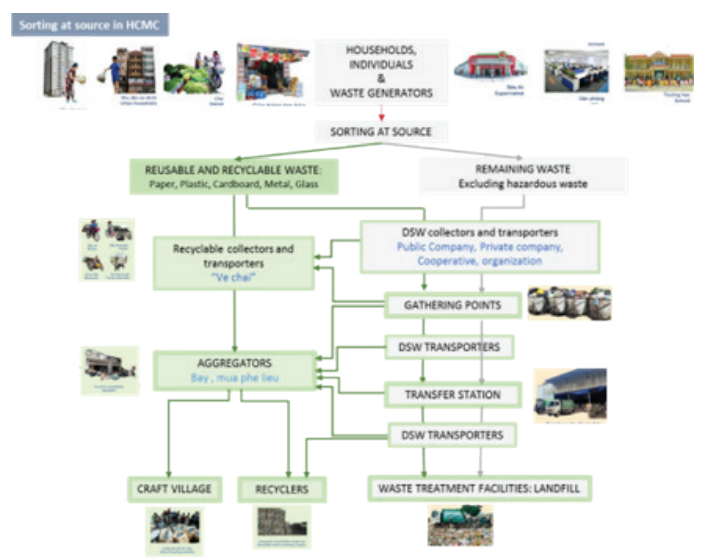 Sorting at source in HCMC
HOUSEHOLDS,
INDIVIDUALS
&
WASTE GENERATORS
Supermarket
School
SORTING AT SOURCE
REUSABLE AND RECYCLABLE WASTE:
Paper, Plastic, Cardboard, Metal, Glass
REMAINING WASTE
Excluding hazardous waste
DSW collectors and transporters
Public Company, Private company,
Cooperative, organization
Recyclable collectors and
transporters
"Ve chai"
GATHERING POINTS
DSW TRANSPORTERS
AGGREGATORS
Bay , mua phe lieu
TRANSFER STATION
DSW TRANSPORTERS
CRAFT VILLAGE
RECYCLERS
WASTE TREATMENT FACILITIES: LANDFILL